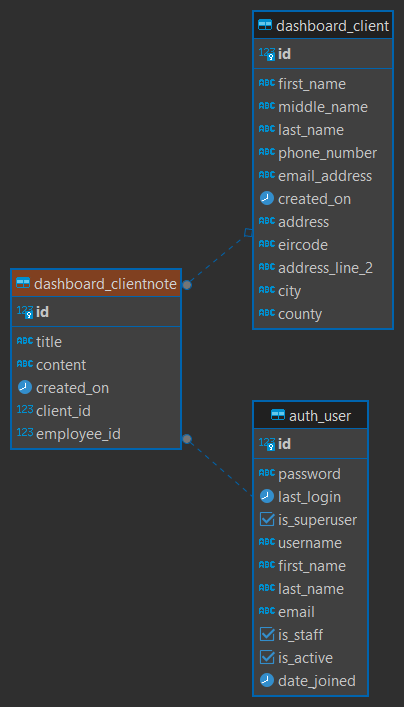 dashboard_client
123 id
ABC first_name
ABC middle_name
ABC last_name
ABC phone_number
ABC email_address
created_on
ABC address
ABC eircode
ABC address_line_2
ABC city
ABC county
dashboard_clientnote
123 id
ABC title
ABC content
created_on
123 client_id
123 employee_id
auth_user
123 id
ABC password
last_login
is_superuser
ABC username
ABC first_name
ABC last_name
ABC email
is_staff
is_active
date_joined